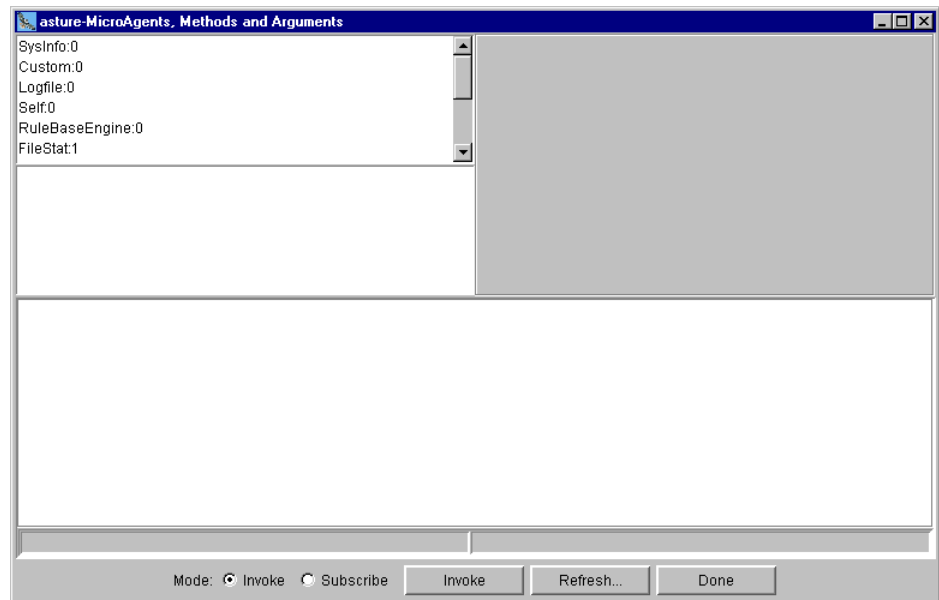 asture-MicroAgents, Methods and Arguments
SysInfo:0
Custom:0
Logfile:0
Self:0
RuleBaseEngine:0
FileStat:1
Mode: Invoke Subscribe Invoke Refresh... Done